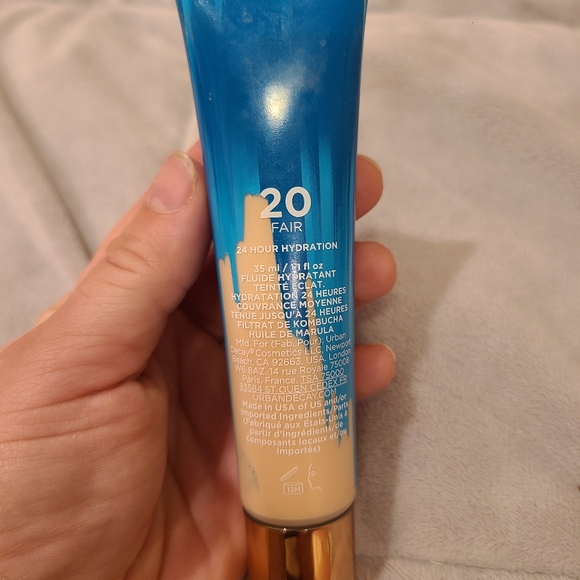 20
FAIR
24 HOUR HYDRATION
35 ml / 1.1 fl oz
FLUIDE HYDRATANT
TEINTÉ ÉCLAT.
HYDRATATION 24 HEURES
COUVRANCE MOYENNE
TENUE JUSQU'À 24 HEURES
FILTRAT DE KOMBUCHA
HUILE DE MARULA
Mfd. For (Fab. Pour). Urban
Decay® Cosmetics LLC, Newport
Beach, CA 92663, USA. London
W6 8AZ. 14 rue Royale 75008
Paris, France. TSA 75000
93584 ST OUEN CEDEX FR
URBANDECAY.COM
Made in USA of US and/or
Imported Ingredients/Parts
(Fabriqué aux États-Unis à
partir d'ingrédients/de
composants locaux et/ou
importés)
12M